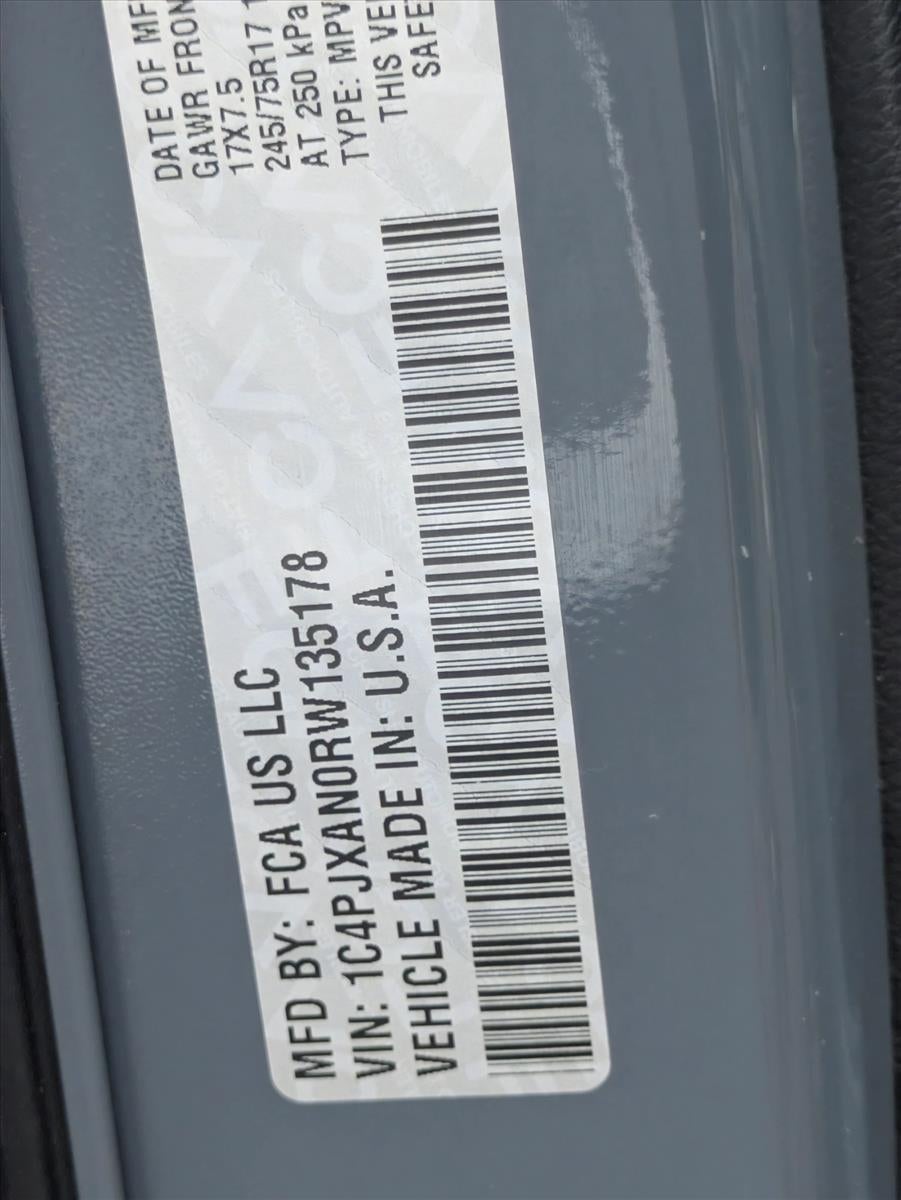 MFD BY: FCA US LLC
VIN: 1C4PJXAN0RW135178
VEHICLE MADE IN: U.S.A.
DATE OF MF
GAWR FRON
17X7.5
245/75R17 1
AT 250 kPa
TYPE: MPV
THIS VE
SAFE